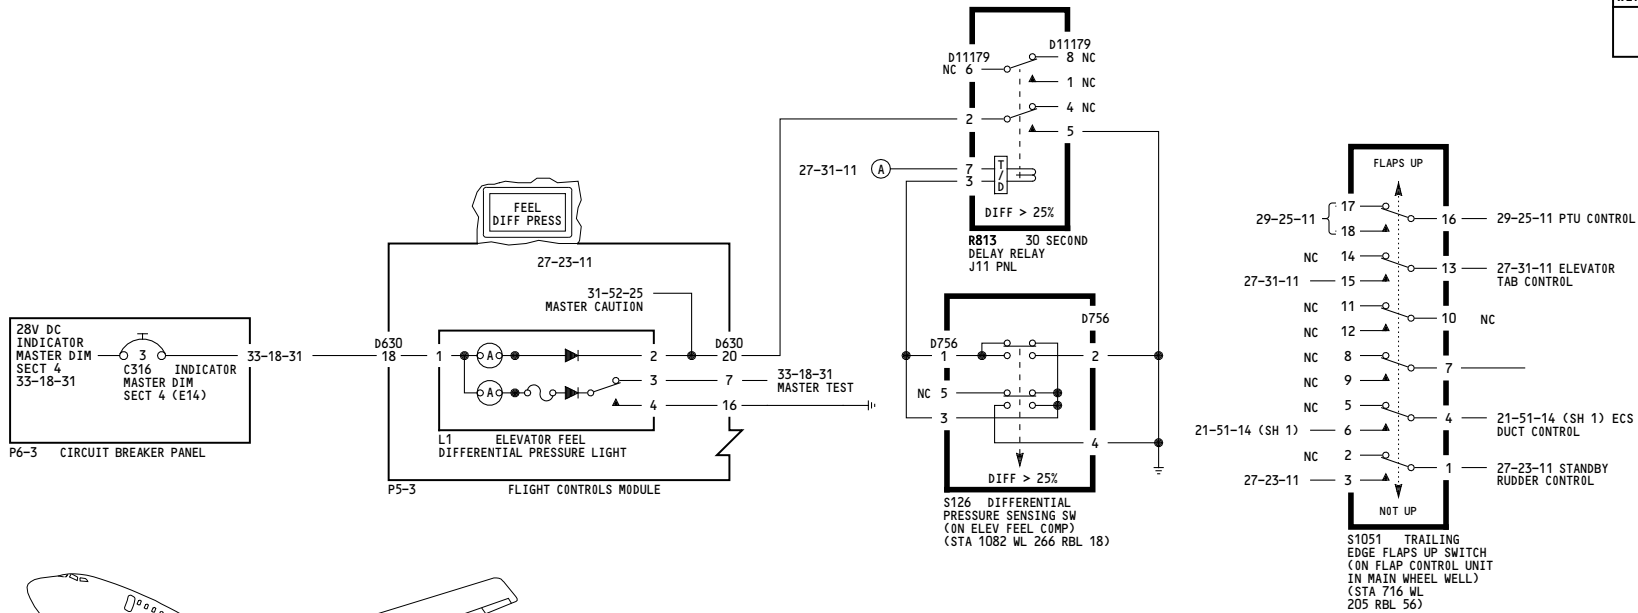 28V DC
INDICATOR
MASTER DIM
SECT 4
33-18-31
3
C316 INDICATOR
MASTER DIM
SECT 4 (E14)
P6-3 CIRCUIT BREAKER PANEL
33-18-31
FEEL
DIFF PRESS
27-23-11
31-52-25
MASTER CAUTION
D630
18
1
A
A
2
3
4
D630
20
7
16
33-18-31
MASTER TEST
L1 ELEVATOR FEEL
DIFFERENTIAL PRESSURE LIGHT
P5-3 FLIGHT CONTROLS MODULE
D11179
NC 6
D11179
8 NC
1 NC
4 NC
2
5
27-31-11 A
7
3
T/D
DIFF > 25%
R813 30 SECOND
DELAY RELAY
J11 PNL
D756
D756
1
2
NC 5
3
4
DIFF > 25%
S126 DIFFERENTIAL
PRESSURE SENSING SW
(ON ELEV FEEL COMP)
(STA 1082 WL 266 RBL 18)
FLAPS UP
29-25-11
17
18
16
29-25-11 PTU CONTROL
NC 14
27-31-11 15
13
27-31-11 ELEVATOR
TAB CONTROL
NC 11
NC 12
10 NC
NC 8
NC 9
7
NC 5
21-51-14 (SH 1) 6
4
21-51-14 (SH 1) ECS
DUCT CONTROL
NC 2
27-23-11 3
1
27-23-11 STANDBY
RUDDER CONTROL
NOT UP
S1051 TRAILING
EDGE FLAPS UP SWITCH
(ON FLAP CONTROL UNIT
IN MAIN WHEEL WELL)
(STA 716 WL
205 RBL 56)